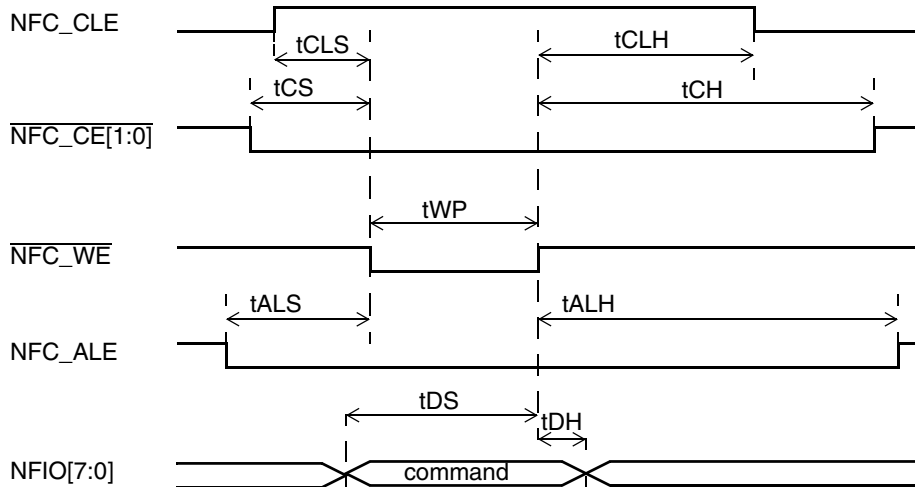 NFC_CLE
tCLS
tCLH
tCS
tCH
NFC_CE[1:0]
tWP
NFC_WE
tALS
tALH
NFC_ALE
tDS
tDH
NFIO[7:0]
command